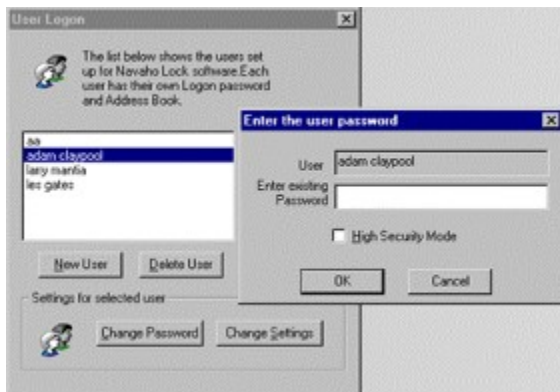 User Logon
The list below shows the users set
up for Navaho Lock software.Each
user has their own Logon password
and Address Book.
aa
adam claypool
larry mantia
les gates
New User
Delete User
Settings for selected user
Change Password
Change Settings
Enter the user password
User
adam claypool
Enter existing
Password
High Security Mode
OK
Cancel